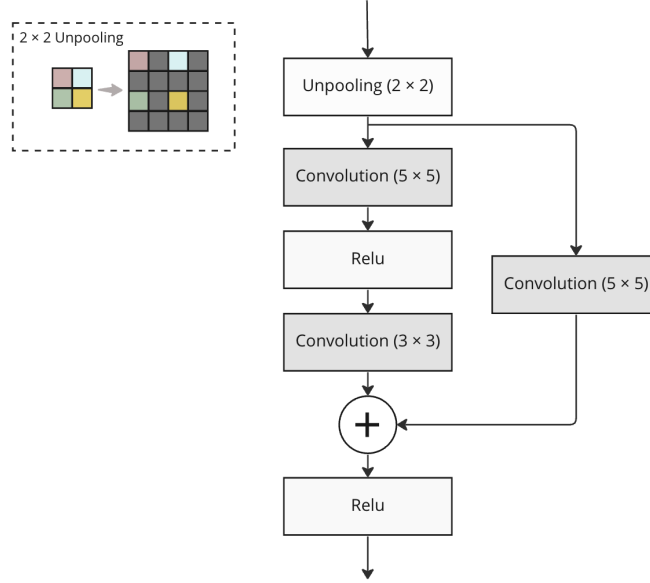 2 × 2 Unpooling
Unpooling (2 × 2)
Convolution (5 × 5)
Relu
Convolution (5 × 5)
Convolution (3 × 3)
+
Relu